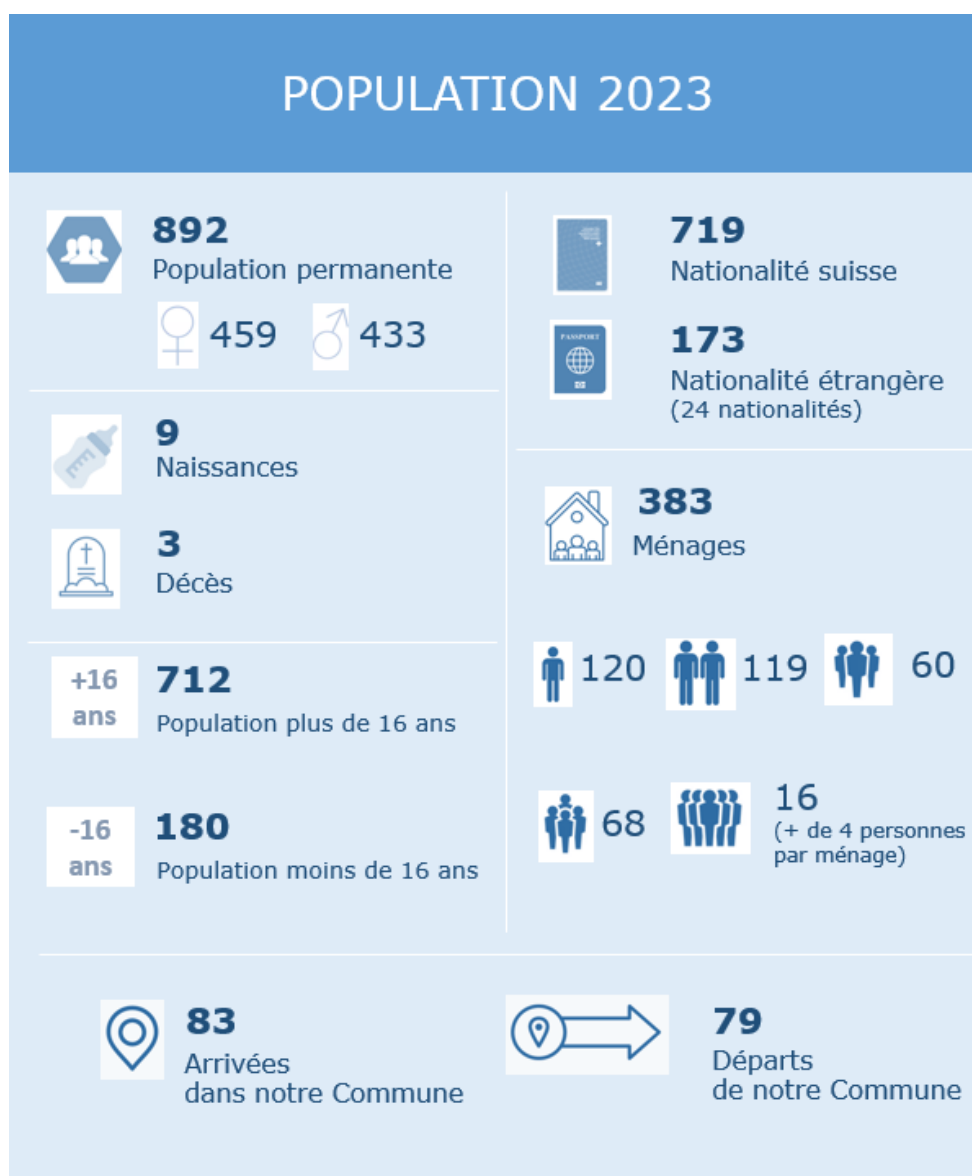 POPULATION 2023
892
Population permanente
459 433
9
Naissances
3
Décès
+16
ans
712
Population plus de 16 ans
-16
ans
180
Population moins de 16 ans
719
Nationalité suisse
PASSPORT
173
Nationalité étrangère
(24 nationalités)
383
Ménages
120 119 60
68
16
(+ de 4 personnes
par ménage)
83
Arrivées
dans notre Commune
79
Départs
de notre Commune